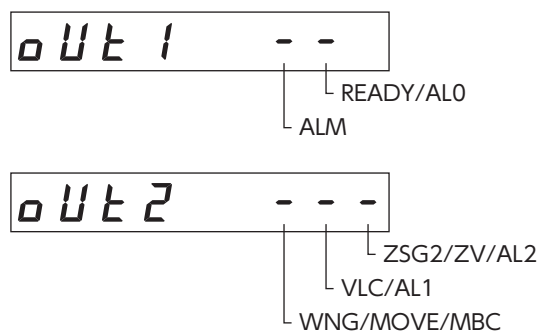 oUt1 - -
READY/AL0
ALM
oUt2 - - -
ZSG2/ZV/AL2
VLC/AL1
WNG/MOVE/MBC